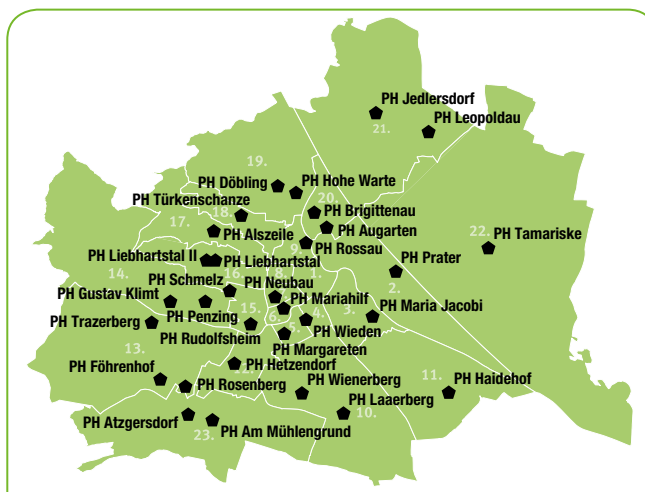 PH Jedlersdorf
21.
PH Leopoldau
19.
PH Döbling
PH Hohe Warte
PH Türkenschanze
20.
18.
PH Brigittenau
17.
PH Alszeile
PH Augarten
9.
PH Rossau
22.
PH Tamariske
PH Liebhartstal II
PH Liebhartstal
PH Prater
14.
PH Schmelz
16.
8.
1.
2.
PH Gustav Klimt
PH Neubau
PH Mariahilf
PH Trazerberg
PH Penzing
15.
6.
4.
3.
PH Maria Jacobi
PH Rudolfsheim
5.
PH Wieden
PH Margareten
13.
12.
PH Hetzendorf
PH Föhrenhof
PH Rosenberg
PH Wienerberg
11.
PH Haidehof
PH Atzgersdorf
23.
PH Am Mühlengrund
PH Laaerberg
10.